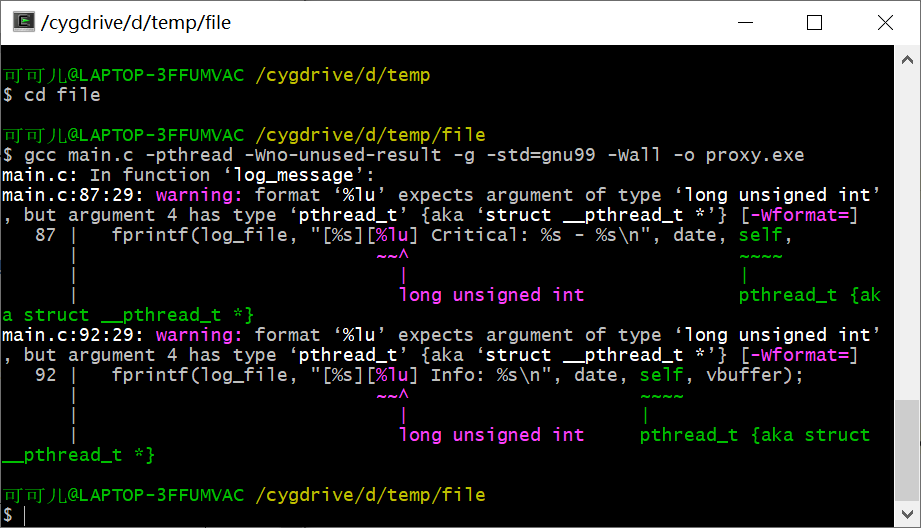 /cygdrive/d/temp/file
可可儿@LAPTOP-3FFUMVAC /cygdrive/d/temp
$ cd file
可可儿@LAPTOP-3FFUMVAC /cygdrive/d/temp/file
$ gcc main.c -pthread -Wno-unused-result -g -std=gnu99 -Wall -o proxy.exe
main.c: In function ‘log_message’:
main.c:87:29: warning: format ‘%lu’ expects argument of type ‘long unsigned int’
, but argument 4 has type ‘pthread_t’ {aka ‘struct __pthread_t *’} [-Wformat=]
   87 |   fprintf(log_file, "[%s][%lu] Critical: %s - %s\n", date, self,
      |                           ~~^                              ~~~~
      |                             |                              |
      |                             long unsigned int              pthread_t {ak
a struct __pthread_t *}
main.c:92:29: warning: format ‘%lu’ expects argument of type ‘long unsigned int’
, but argument 4 has type ‘pthread_t’ {aka ‘struct __pthread_t *’} [-Wformat=]
   92 |   fprintf(log_file, "[%s][%lu] Info: %s\n", date, self, vbuffer);
      |                           ~~^                     ~~~~
      |                             |                     |
      |                             long unsigned int     pthread_t {aka struct
__pthread_t *}
可可儿@LAPTOP-3FFUMVAC /cygdrive/d/temp/file
$